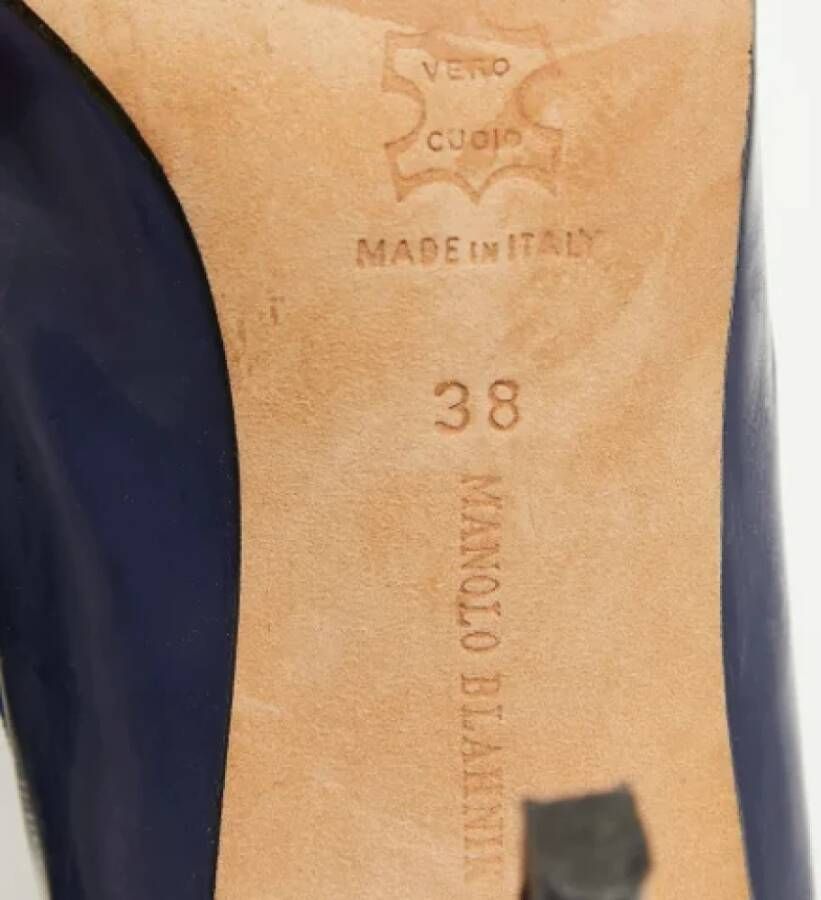 VERO
CUOIO
MADE IN ITALY
38
MANOLO BLAHNIK